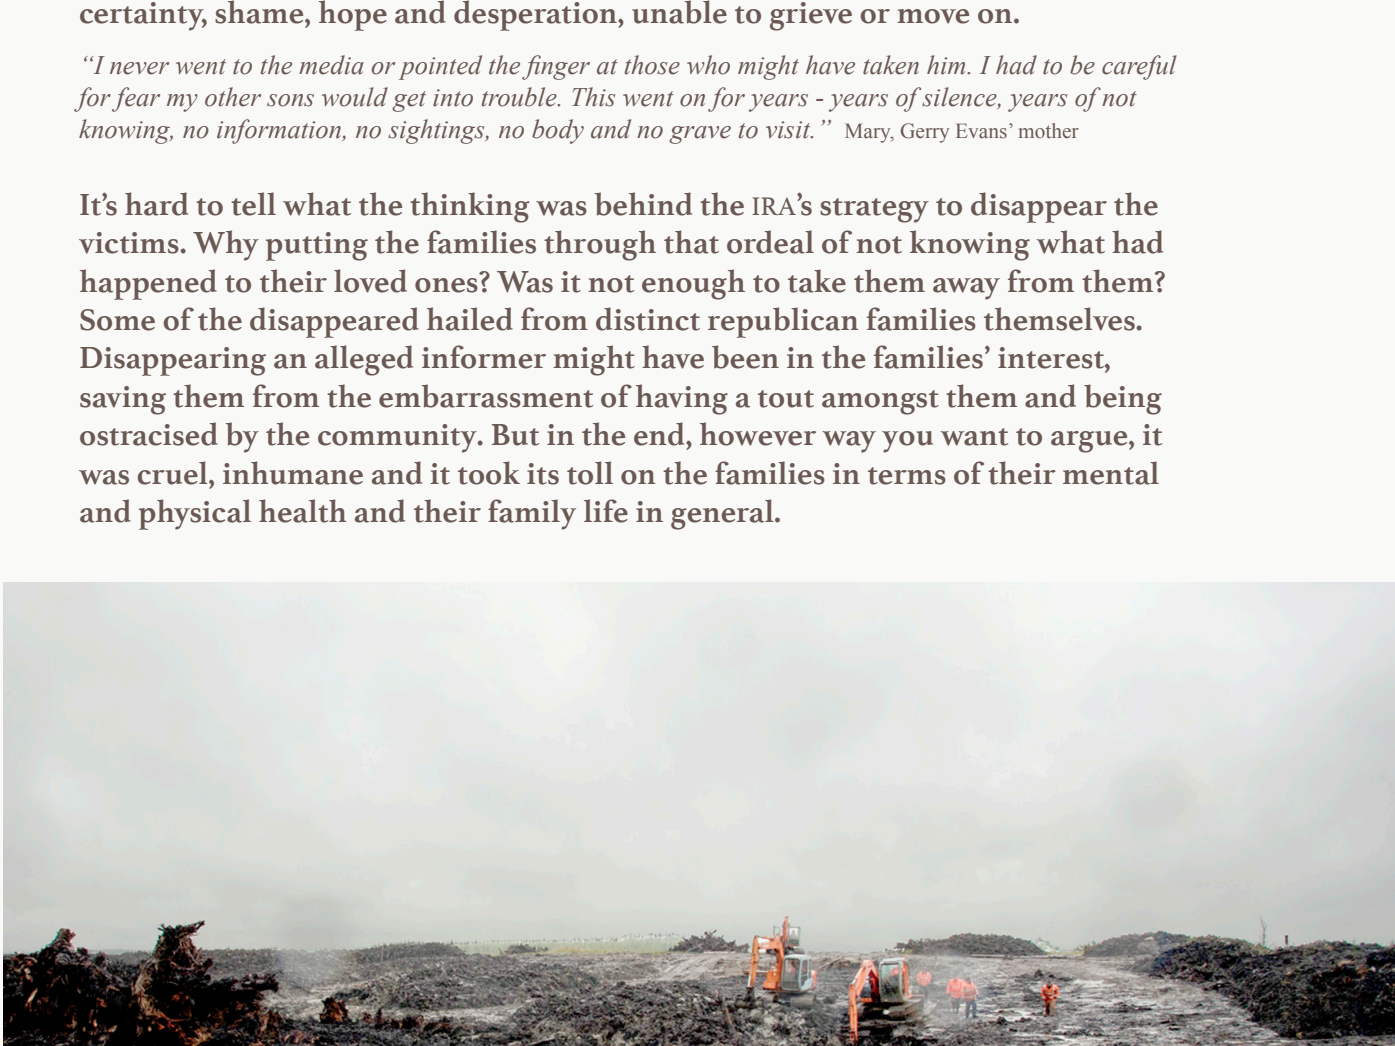 certainty, shame, hope and desperation, unable to grieve or move on.
“I never went to the media or pointed the finger at those who might have taken him. I had to be careful
for fear my other sons would get into trouble. This went on for years - years of silence, years of not
knowing, no information, no sightings, no body and no grave to visit.” Mary, Gerry Evans’ mother
It’s hard to tell what the thinking was behind the IRA’s strategy to disappear the
victims. Why putting the families through that ordeal of not knowing what had
happened to their loved ones? Was it not enough to take them away from them?
Some of the disappeared hailed from distinct republican families themselves.
Disappearing an alleged informer might have been in the families’ interest,
saving them from the embarrassment of having a tout amongst them and being
ostracised by the community. But in the end, however way you want to argue, it
was cruel, inhumane and it took its toll on the families in terms of their mental
and physical health and their family life in general.